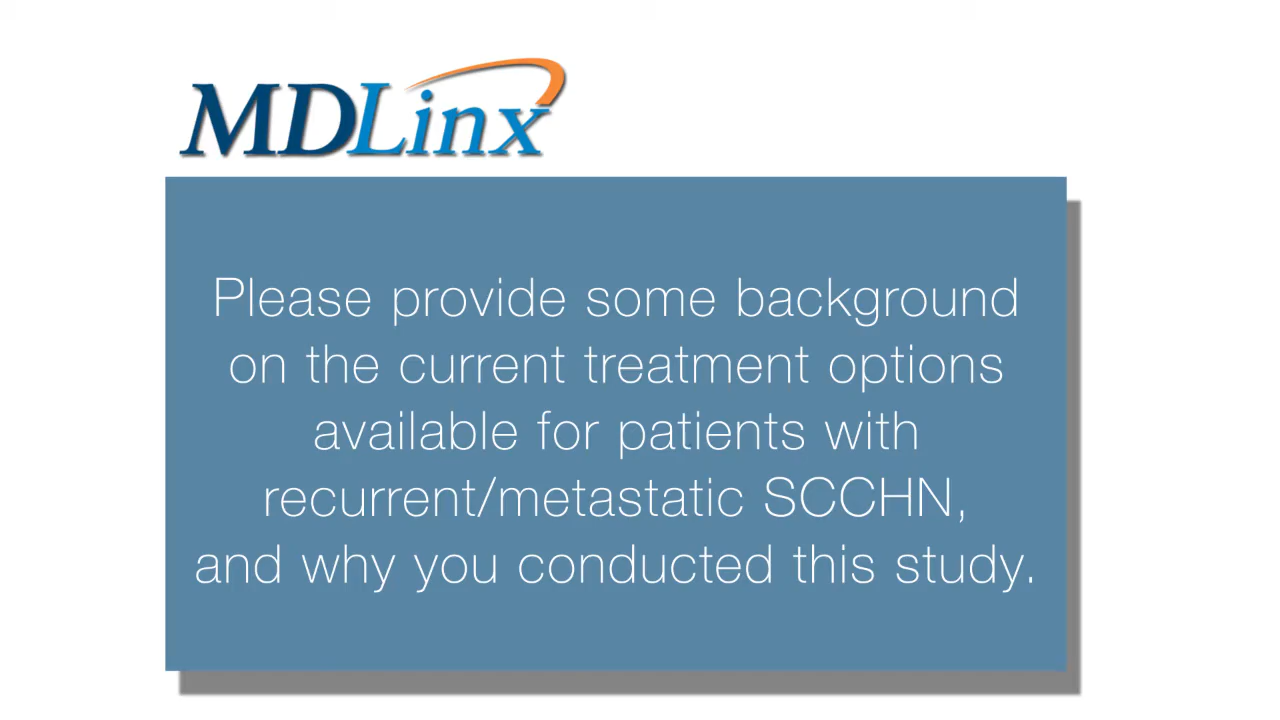 MDLinx
Please provide some background
on the current treatment options
available for patients with
recurrent/metastatic SCCHN,
and why you conducted this study.